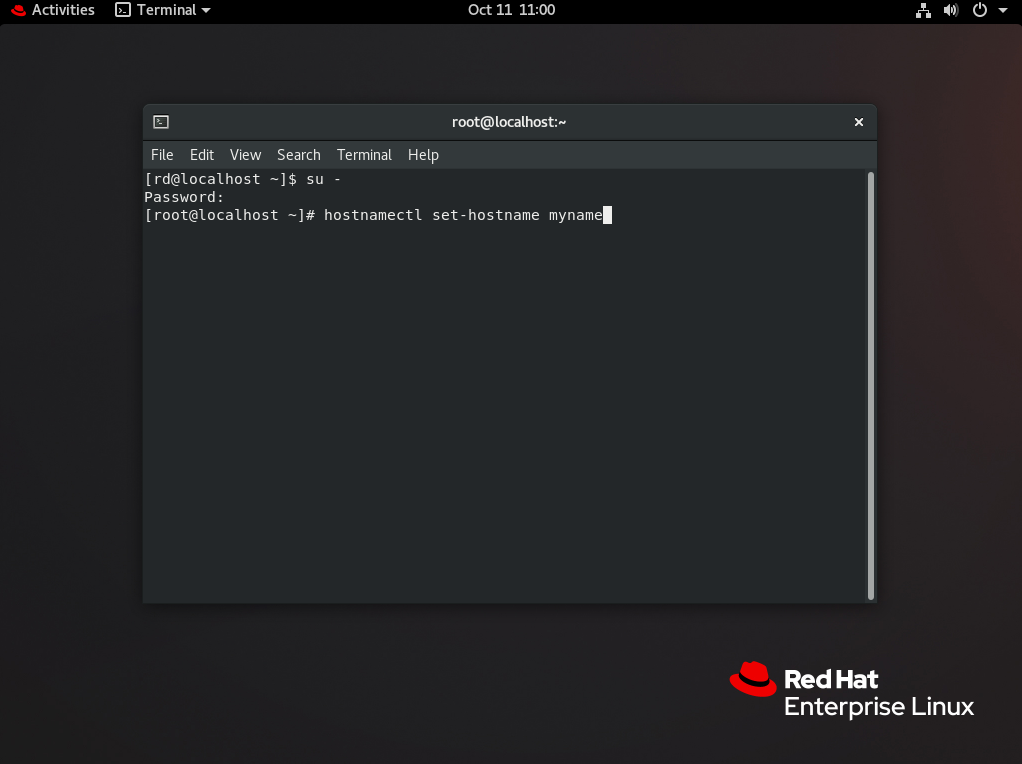 Activities Terminal Oct 11 11:00
root@localhost:~
File Edit View Search Terminal Help
[rd@localhost ~]$ su -
Password:
[root@localhost ~]# hostnamectl set-hostname myname
Red Hat
Enterprise Linux